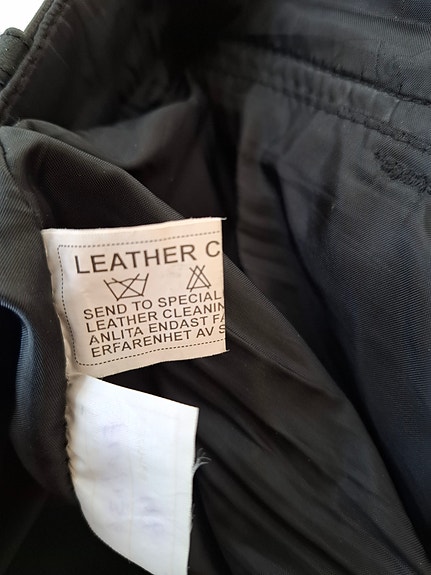 LEATHER C
SEND TO SPECIAL
LEATHER CLEANIN
ANLITA ENDAST FA
ERFARENHET AV S